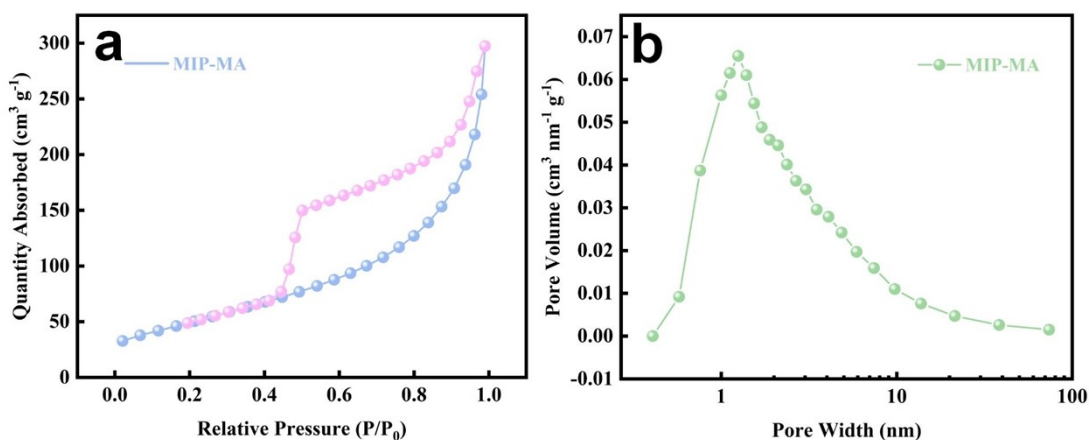 a
MIP-MA
300
250
200
150
100
50
0
Quantity Absorbed (cm³ g⁻¹)
0.0 0.2 0.4 0.6 0.8 1.0
Relative Pressure (P/P₀)
b
MIP-MA
0.07
0.06
0.05
0.04
0.03
0.02
0.01
0.00
-0.01
Pore Volume (cm³ nm⁻¹ g⁻¹)
1 10 100
Pore Width (nm)